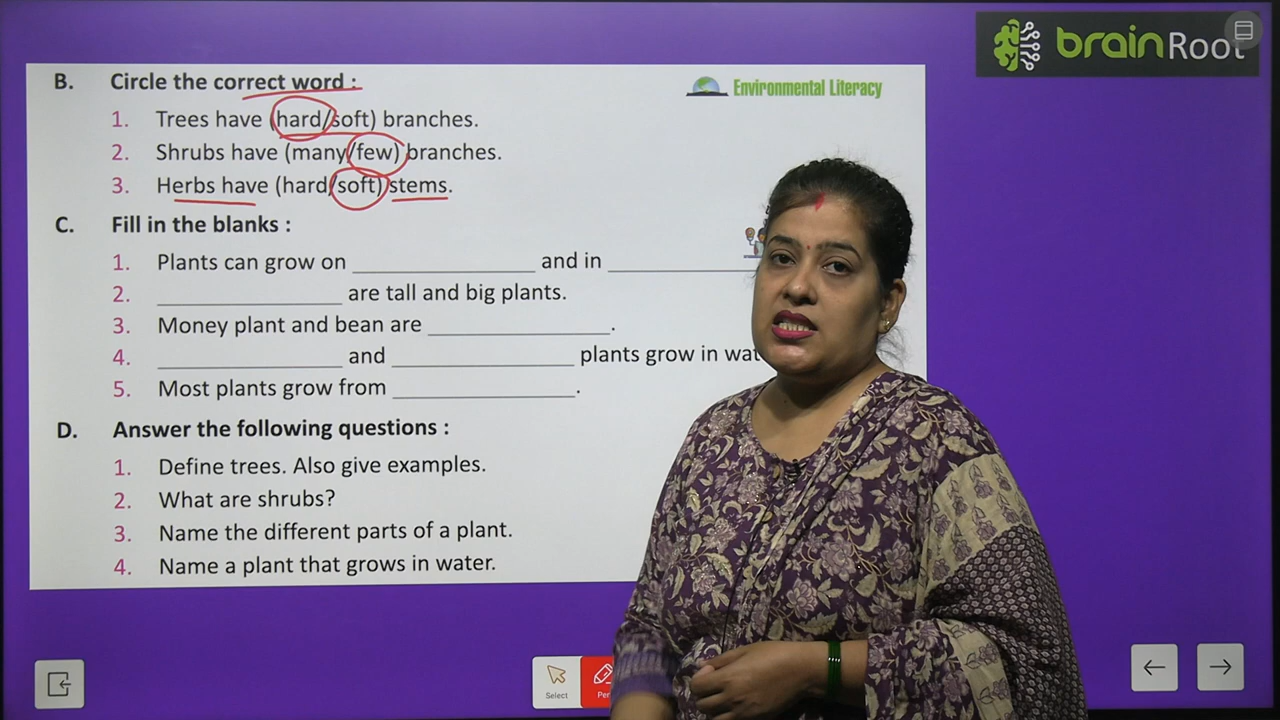 brainRoot
B. Circle the correct word :
Environmental Literacy
1. Trees have (hard/soft) branches.
2. Shrubs have (many/few) branches.
3. Herbs have (hard/soft) stems.
C. Fill in the blanks :
1. Plants can grow on ________________ and in ________________
2. ________________ are tall and big plants.
3. Money plant and bean are ________________.
4. ________________ and ________________ plants grow in wat
5. Most plants grow from ________________.
D. Answer the following questions :
1. Define trees. Also give examples.
2. What are shrubs?
3. Name the different parts of a plant.
4. Name a plant that grows in water.
Select
Pen